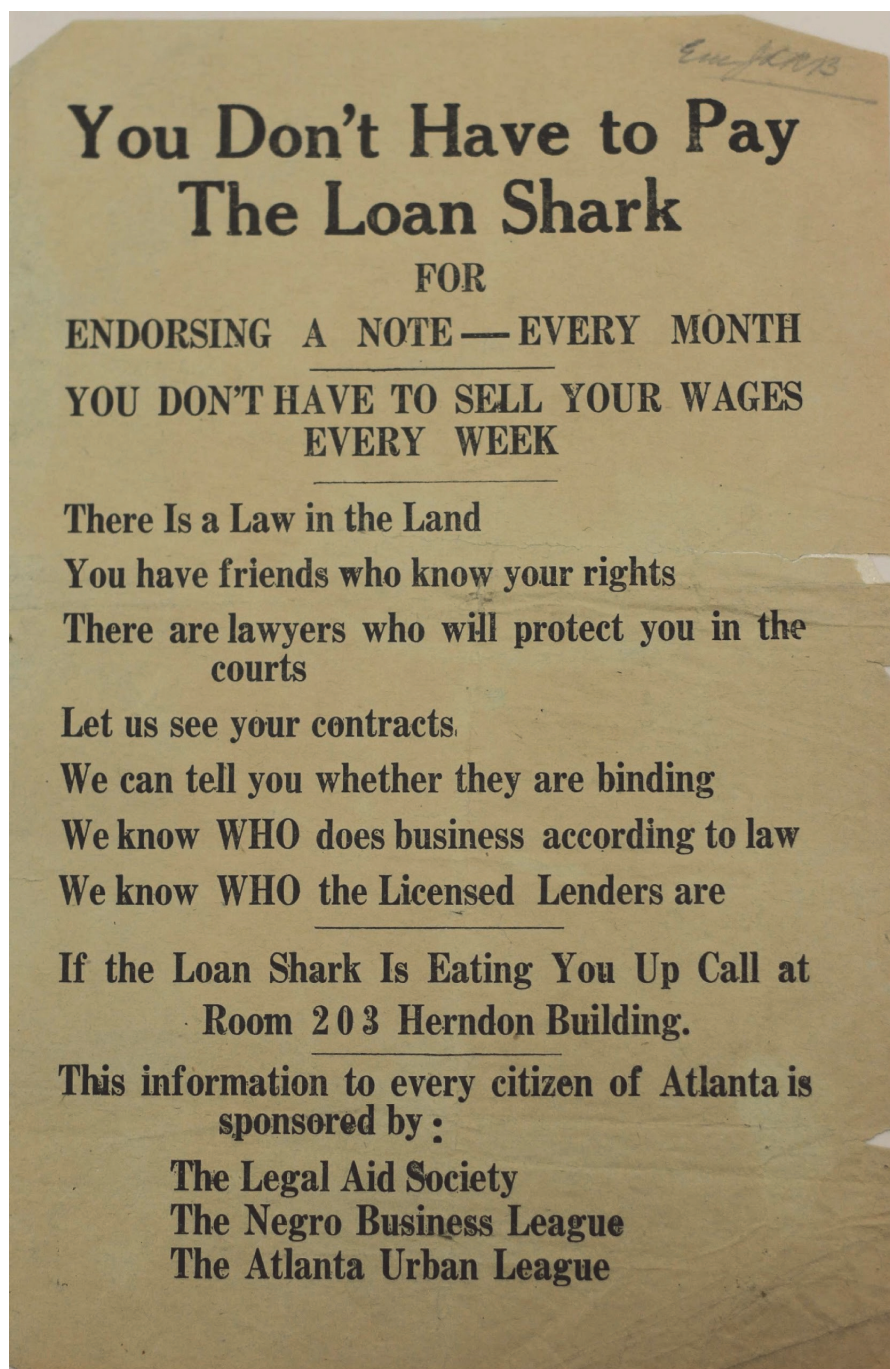 You Don't Have to Pay
The Loan Shark
FOR
ENDORSING A NOTE — EVERY MONTH
YOU DON'T HAVE TO SELL YOUR WAGES
EVERY WEEK
There Is a Law in the Land
You have friends who know your rights
There are lawyers who will protect you in the
courts
Let us see your contracts.
We can tell you whether they are binding
We know WHO does business according to law
We know WHO the Licensed Lenders are
If the Loan Shark Is Eating You Up Call at
Room 203 Herndon Building.
This information to every citizen of Atlanta is
sponsored by:
The Legal Aid Society
The Negro Business League
The Atlanta Urban League